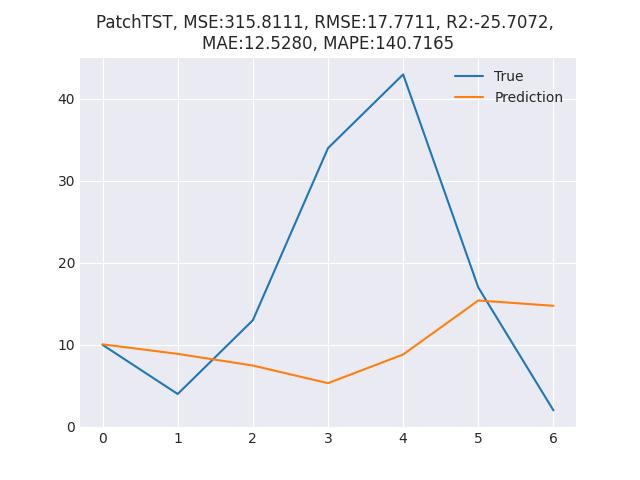 PatchTST, MSE:315.8111, RMSE:17.7711, R2:-25.7072,
MAE:12.5280, MAPE:140.7165
True
Prediction
40
30
20
10
0
0 1 2 3 4 5 6